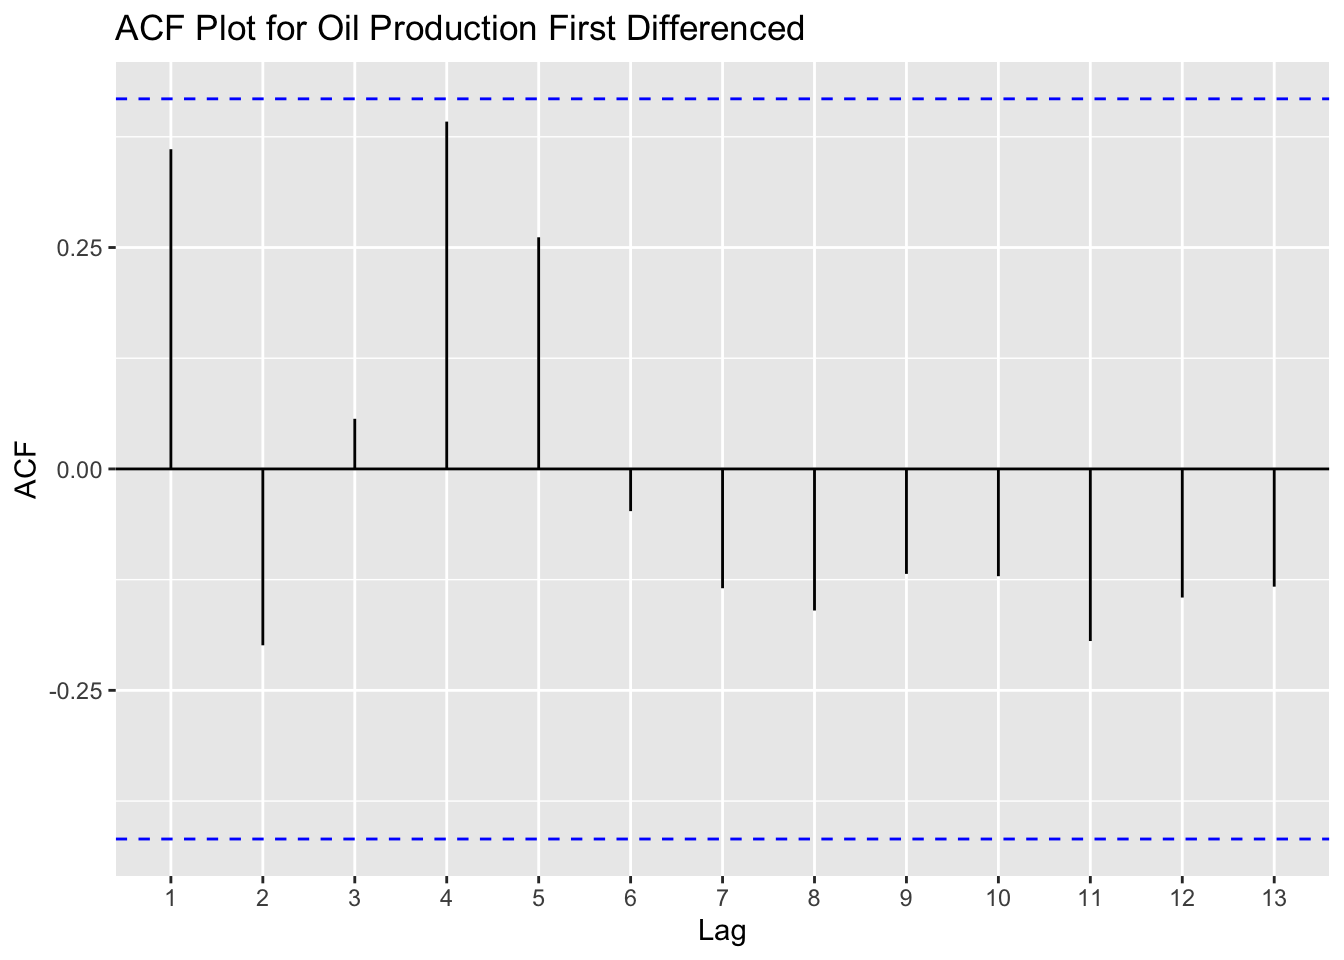 ACF Plot for Oil Production First Differenced
ACF
0.25
0.00
-0.25
1 2 3 4 5 6 7 8 9 10 11 12 13
Lag